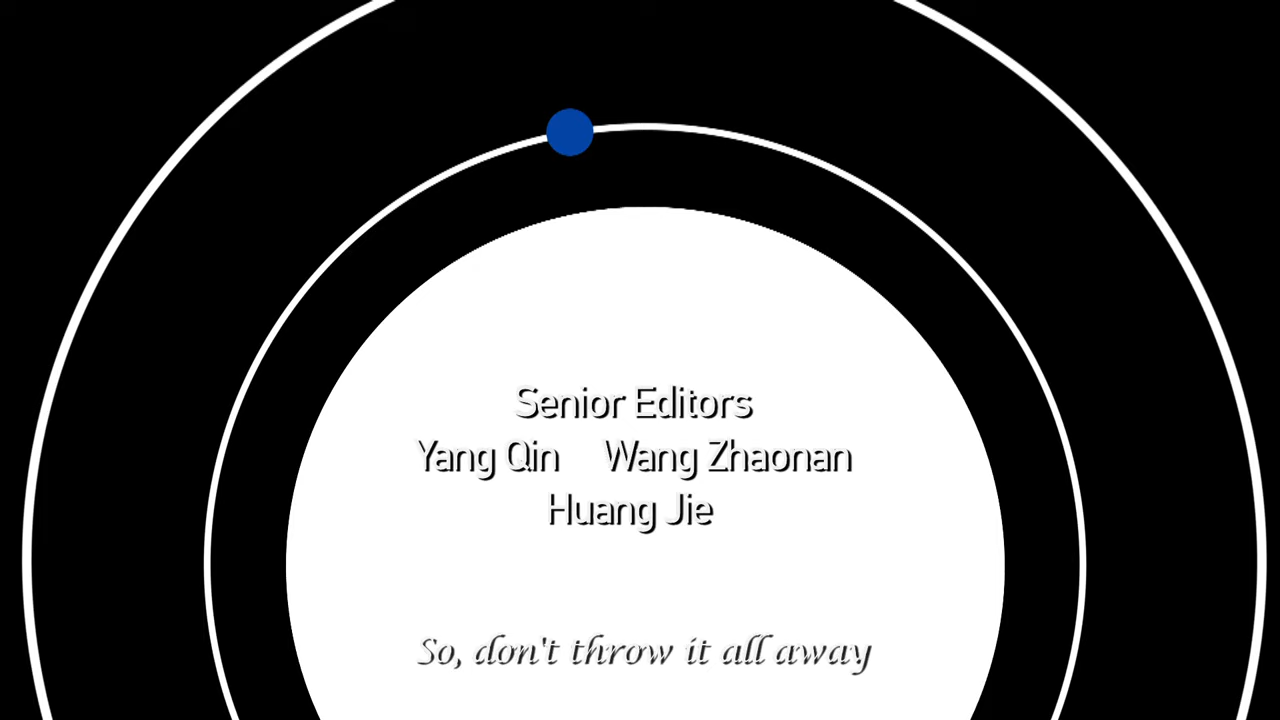 Senior Editors
Yang Qin Wang Zhaonan
Huang Jie
So, don't throw it all away